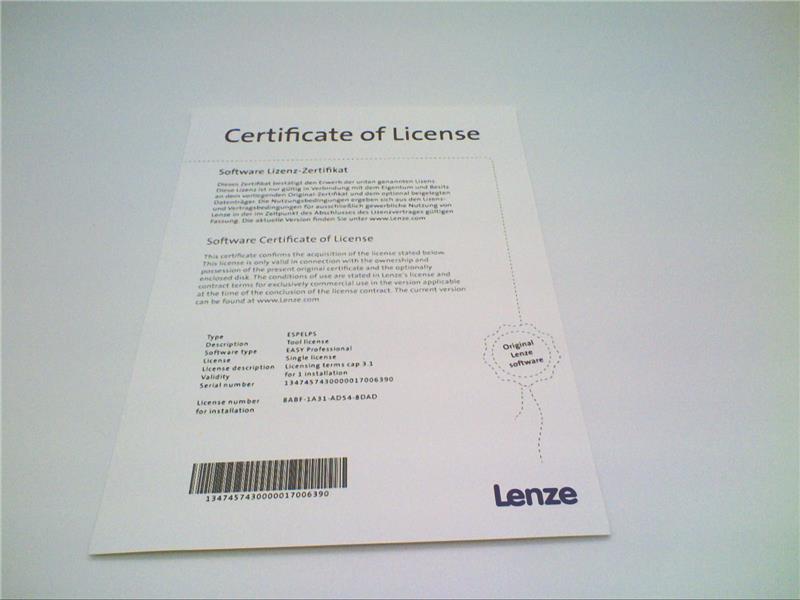 Certificate of License
Software Lizenz-Zertifikat
Dieses Zertifikat bestätigt den Erwerb der unten genannten Lizenz.
Diese Lizenz ist nur gültig in Verbindung mit dem Eigentum und Besitz
an dem vorliegenden Original-Zertifikat und dem optional beigelegten
Datenträger. Die Nutzungsbedingungen ergeben sich aus den Lizenz-
und Vertragsbedingungen für ausschließlich gewerbliche Nutzung von
Lenze in der im Zeitpunkt des Abschlusses des Lizenzvertrages gültigen
Fassung. Die aktuelle Version finden Sie unter www.Lenze.com
Software Certificate of License
This certificate confirms the acquisition of the license stated below.
This license is only valid in connection with the ownership and
possession of the present original certificate and the optionally
enclosed disk. The conditions of use are stated in Lenze's license and
contract terms for exclusively commercial use in the version applicable
at the time of the conclusion of the license contract. The current version
can be found at www.Lenze.com
Type ESPELPS
Description Tool license
Software type EASY Professional
License Single license
License description Licensing terms cap 3.1
Validity for 1 installation
Serial number 1347457430000017006390
License number 8ABF-1A31-AD54-8DAD
for installation
Original
Lenze
software
1347457430000017006390
Lenze